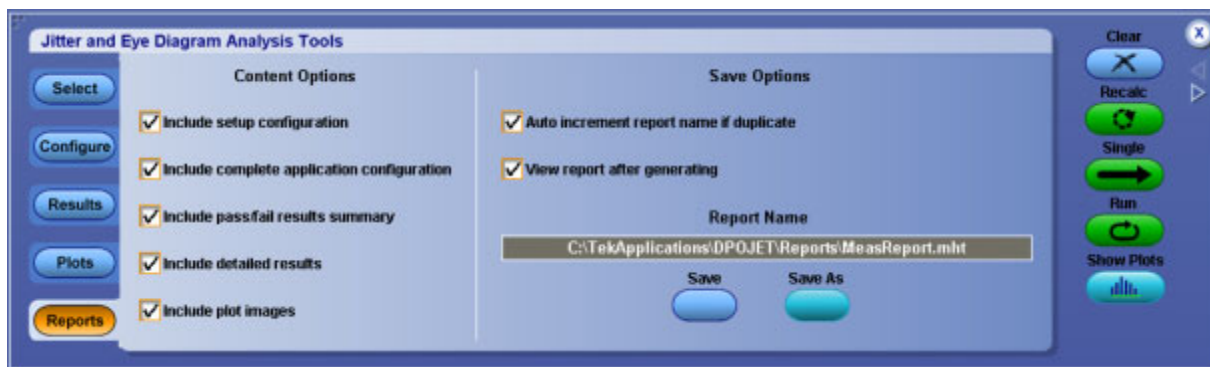 Jitter and Eye Diagram Analysis Tools
Select
Configure
Results
Plots
Reports
Content Options
Include setup configuration
Include complete application configuration
Include pass/fail results summary
Include detailed results
Include plot images
Save Options
Auto increment report name if duplicate
View report after generating
Report Name
C:\TekApplications\DPOJET\Reports\MeasReport.mht
Save
Save As
Clear
X
Recalc
Single
Run
Show Plots